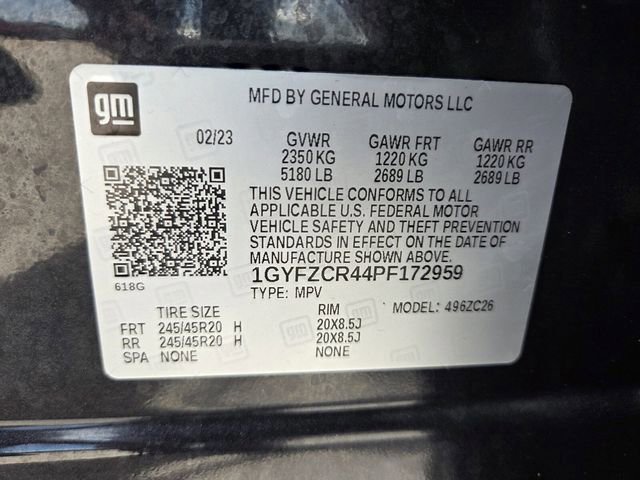 gm
MFD BY GENERAL MOTORS LLC
02/23 GVWR GAWR FRT GAWR RR
2350 KG 1220 KG 1220 KG
5180 LB 2689 LB 2689 LB
THIS VEHICLE CONFORMS TO ALL
APPLICABLE U.S. FEDERAL MOTOR
VEHICLE SAFETY AND THEFT PREVENTION
STANDARDS IN EFFECT ON THE DATE OF
MANUFACTURE SHOWN ABOVE.
1GYFZCR44PF172959
618G
TYPE: MPV MODEL: 496ZC26
TIRE SIZE RIM
FRT 245/45R20 H 20X8.5J
RR 245/45R20 H 20X8.5J
SPA NONE NONE